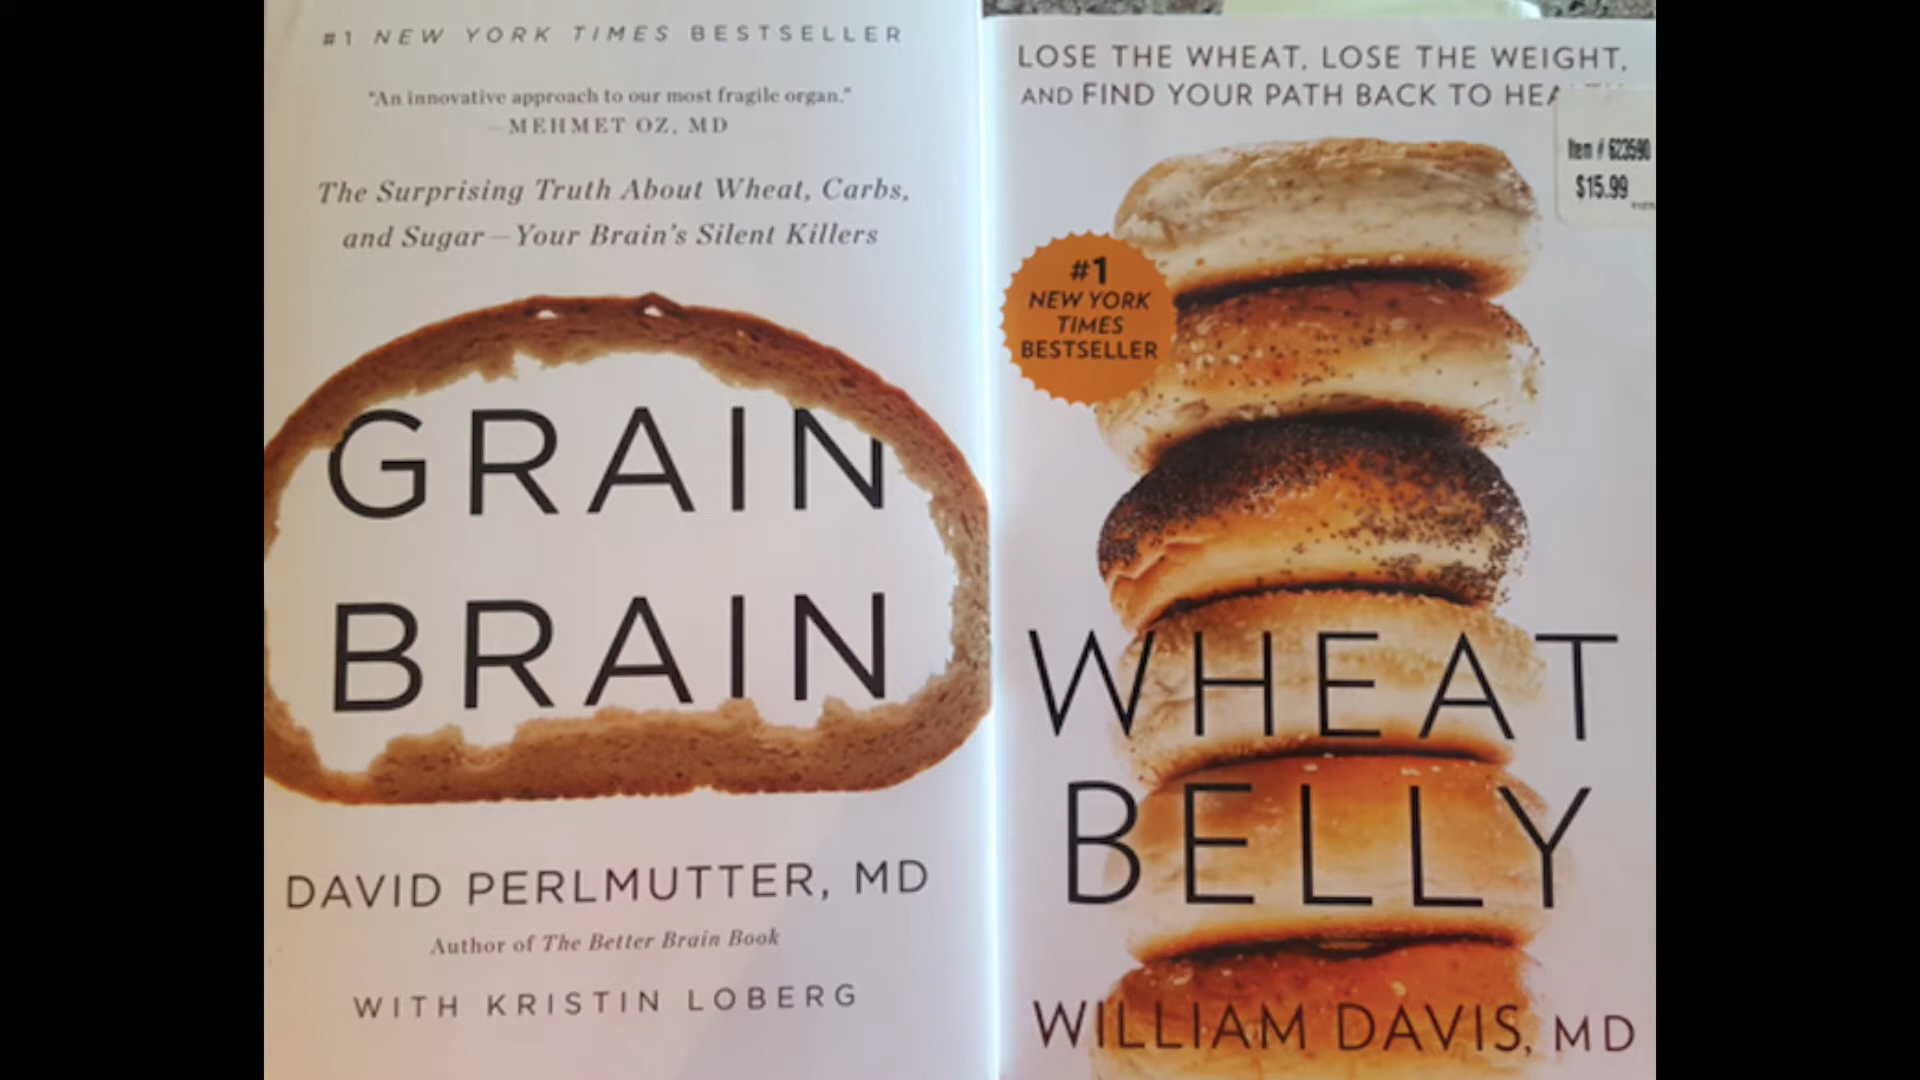 #1 NEW YORK TIMES BESTSELLER
"An innovative approach to our most fragile organ."
—MEHMET OZ, MD
The Surprising Truth About Wheat, Carbs,
and Sugar—Your Brain's Silent Killers
GRAIN
BRAIN
DAVID PERLMUTTER, MD
Author of The Better Brain Book
WITH KRISTIN LOBERG
LOSE THE WHEAT, LOSE THE WEIGHT,
AND FIND YOUR PATH BACK TO HEA
Item # 623590
$15.99
#1
NEW YORK
TIMES
BESTSELLER
WHEAT
BELLY
WILLIAM DAVIS, MD